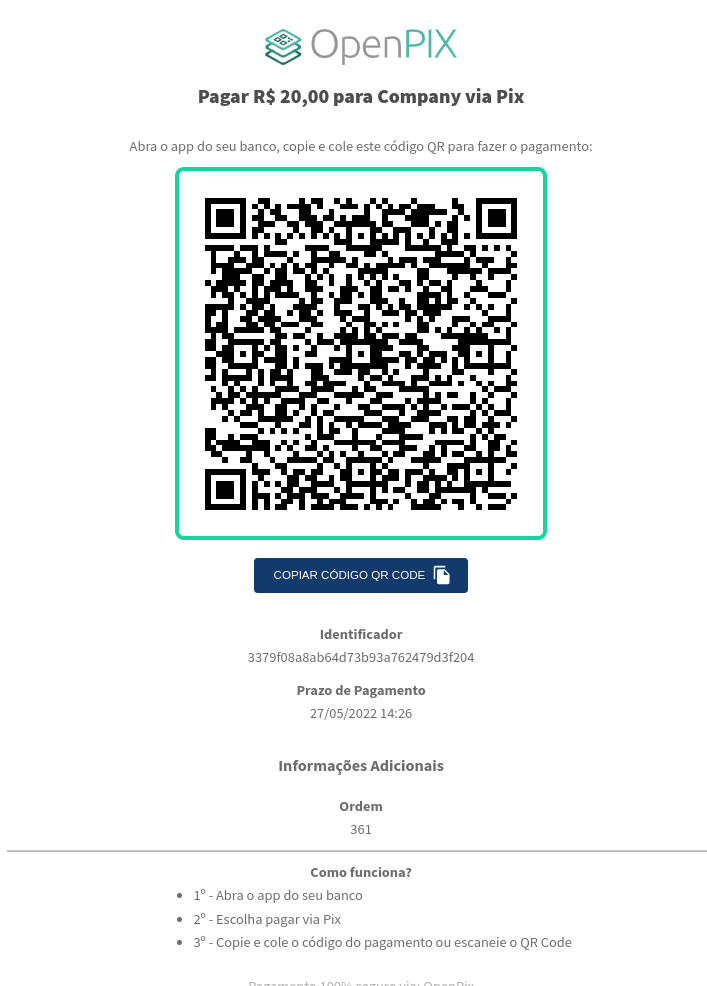 OpenPIX
Pagar R$ 20,00 para Company via Pix
Abra o app do seu banco, copie e cole este código QR para fazer o pagamento:
COPIAR CÓDIGO QR CODE
Identificador
3379f08a8ab64d73b93a762479d3f204
Prazo de Pagamento
27/05/2022 14:26
Informações Adicionais
Ordem
361
Como funciona?
1º - Abra o app do seu banco
2º - Escolha pagar via Pix
3º - Copie e cole o código do pagamento ou escaneie o QR Code
Pagamento 100% seguro via: OpenPix